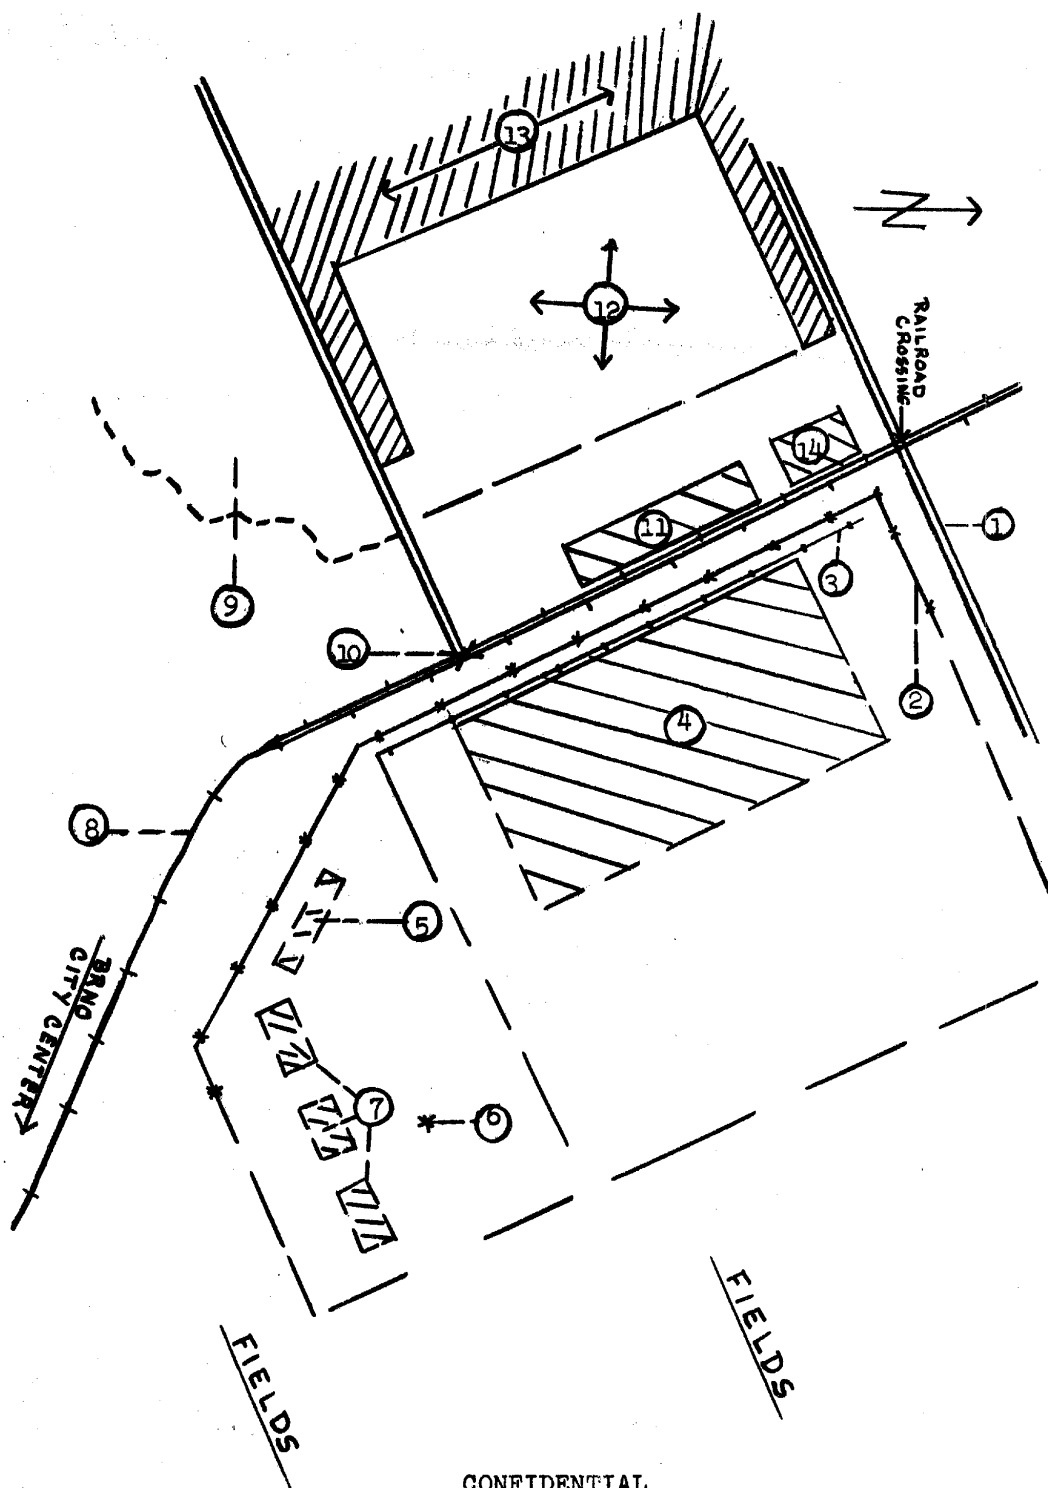 13
N
12
RAILROAD
CROSSING
14
11
1
3
9
10
2
4
8
5
BRNO
CITY CENTER
7
6
FIELDS
FIELDS
CONFIDENTIAL